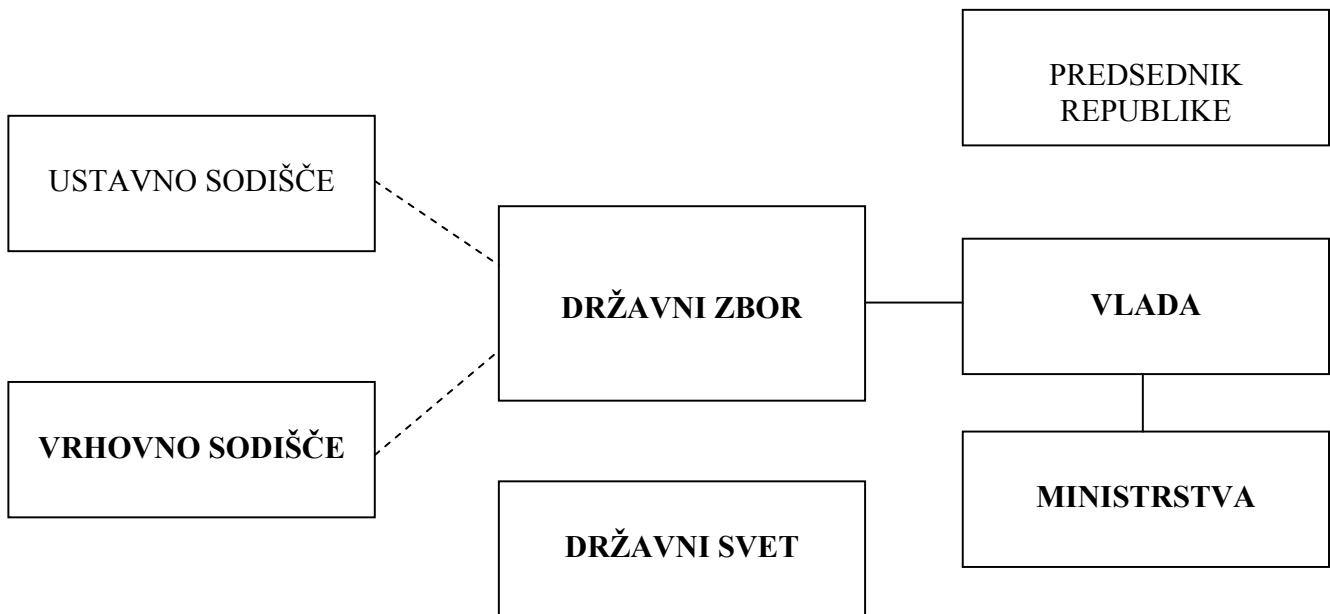 PREDSEDNIK
REPUBLIKE
USTAVNO SODIŠČE
DRŽAVNI ZBOR
VLADA
VRHOVNO SODIŠČE
MINISTRSTVA
DRŽAVNI SVET